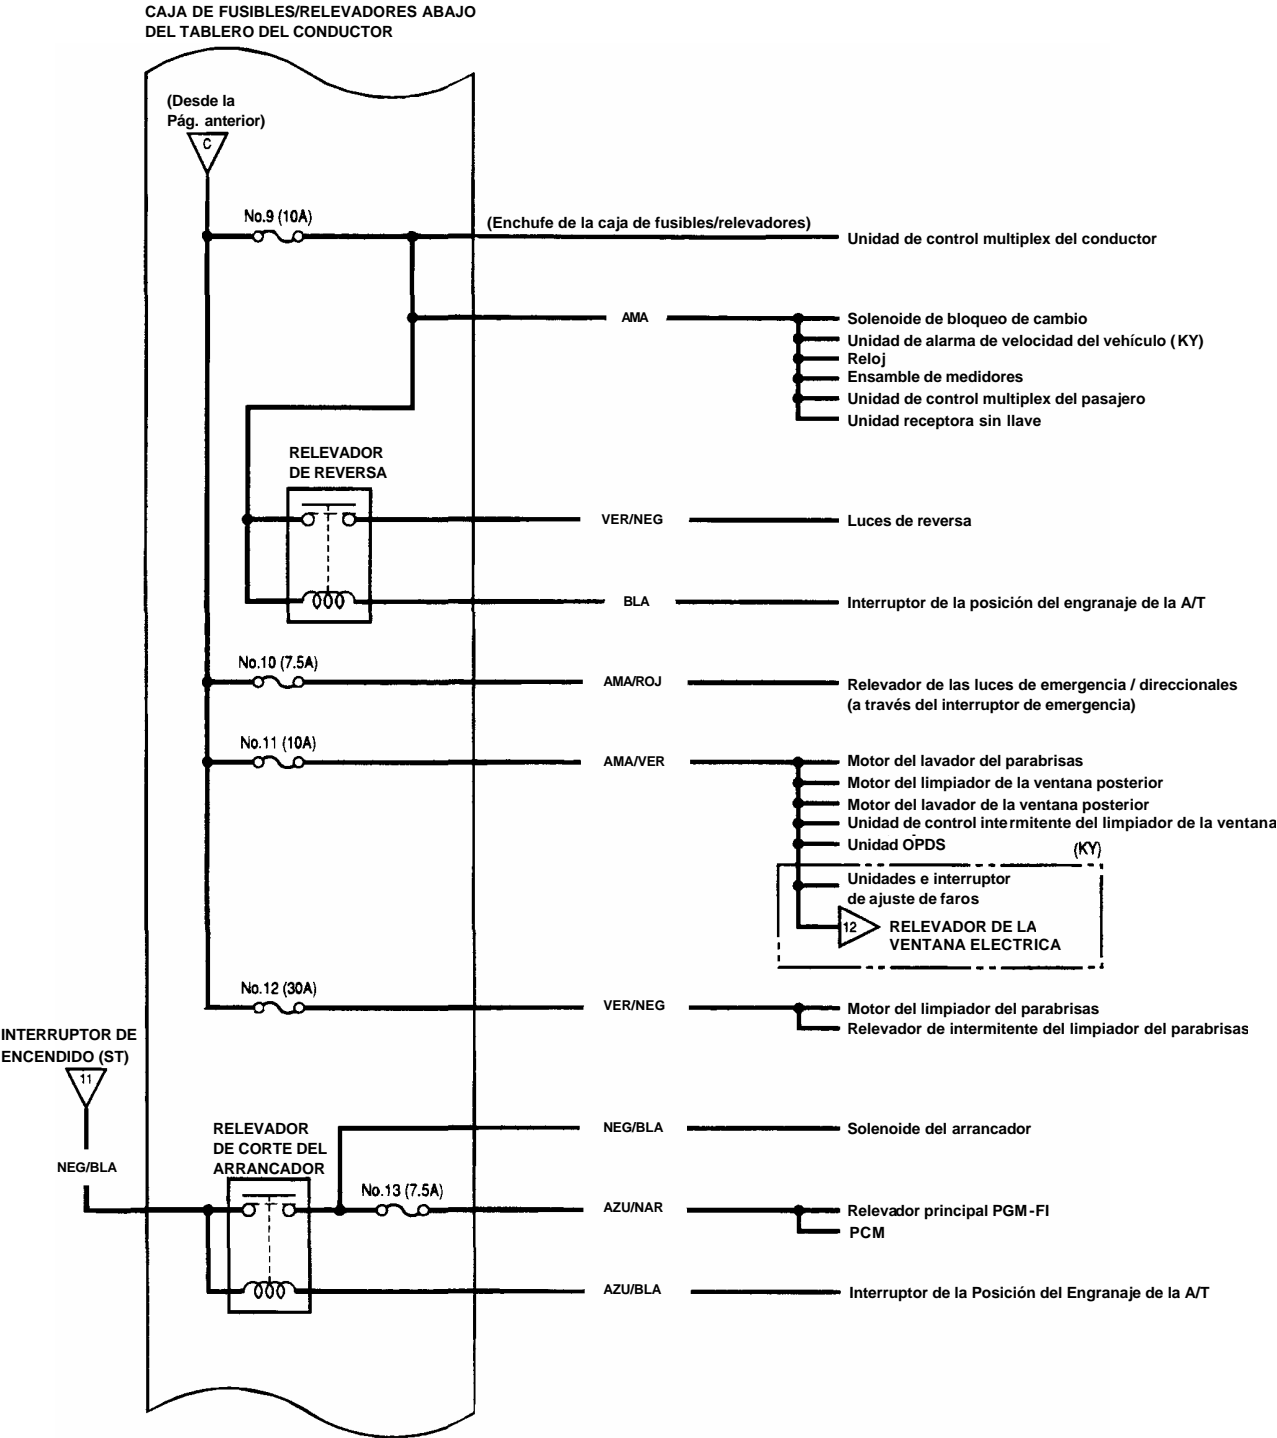 CAJA DE FUSIBLES/RELEVADORES ABAJO
DEL TABLERO DEL CONDUCTOR
(Desde la
Pág. anterior)
C
No.9 (10A)
(Enchufe de la caja de fusibles/relevadores)
Unidad de control multiplex del conductor
AMA
Solenoide de bloqueo de cambio
Unidad de alarma de velocidad del vehículo (KY)
Reloj
Ensamble de medidores
Unidad de control multiplex del pasajero
Unidad receptora sin llave
RELEVADOR
DE REVERSA
VER/NEG
Luces de reversa
BLA
Interruptor de la posición del engranaje de la A/T
No.10 (7.5A)
AMA/ROJ
Relevador de las luces de emergencia / direccionales
(a través del interruptor de emergencia)
No.11 (10A)
AMA/VER
Motor del lavador del parabrisas
Motor del limpiador de la ventana posterior
Motor del lavador de la ventana posterior
Unidad de control intermitente del limpiador de la ventana
Unidad OPDS
(KY)
Unidades e interruptor
de ajuste de faros
12
RELEVADOR DE LA
VENTANA ELECTRICA
No.12 (30A)
VER/NEG
Motor del limpiador del parabrisas
Relevador de intermitente del limpiador del parabrisas
INTERRUPTOR DE
ENCENDIDO (ST)
11
NEG/BLA
RELEVADOR
DE CORTE DEL
ARRANCADOR
NEG/BLA
Solenoide del arrancador
No.13 (7.5A)
AZU/NAR
Relevador principal PGM-FI
PCM
AZU/BLA
Interruptor de la Posición del Engranaje de la A/T